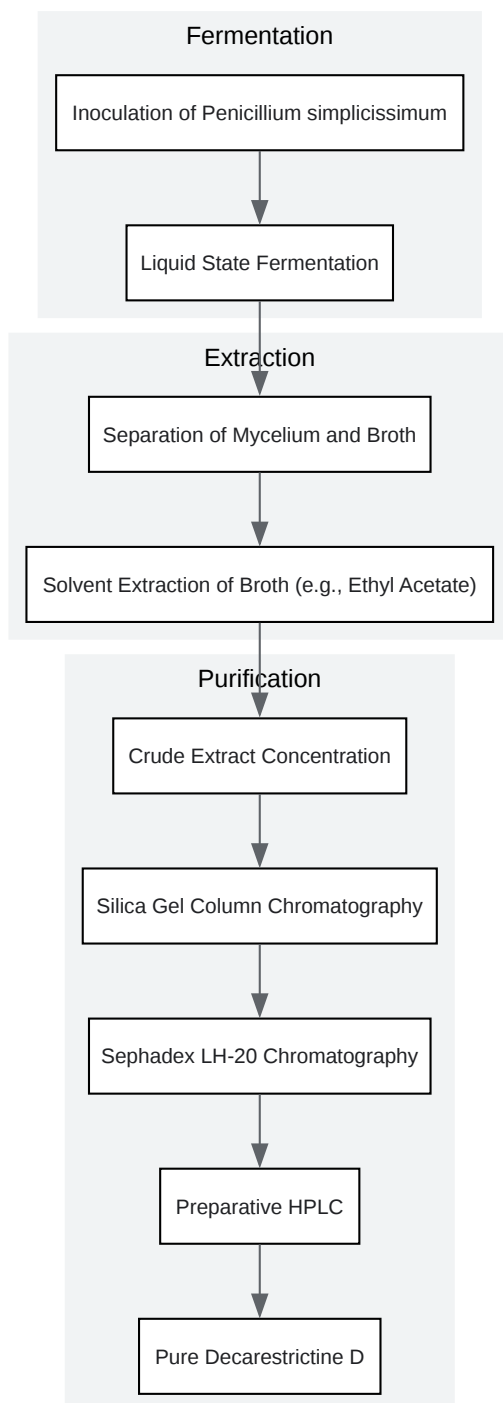 Fermentation
Inoculation of Penicillium simplicissimum
Liquid State Fermentation
Extraction
Separation of Mycelium and Broth
Solvent Extraction of Broth (e.g., Ethyl Acetate)
Purification
Crude Extract Concentration
Silica Gel Column Chromatography
Sephadex LH-20 Chromatography
Preparative HPLC
Pure Decarestrictine D